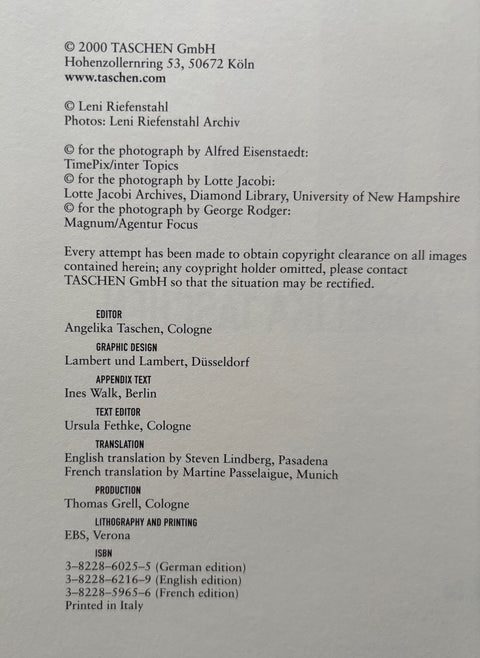 © 2000 TASCHEN GmbH
Hohenzollernring 53, 50672 Köln
www.taschen.com
© Leni Riefenstahl
Photos: Leni Riefenstahl Archiv
© for the photograph by Alfred Eisenstaedt:
TimePix/inter Topics
© for the photograph by Lotte Jacobi:
Lotte Jacobi Archives, Diamond Library, University of New Hampshire
© for the photograph by George Rodger:
Magnum/Agentur Focus
Every attempt has been made to obtain copyright clearance on all images
contained herein; any coypright holder omitted, please contact
TASCHEN GmbH so that the situation may be rectified.
EDITOR
Angelika Taschen, Cologne
GRAPHIC DESIGN
Lambert und Lambert, Düsseldorf
APPENDIX TEXT
Ines Walk, Berlin
TEXT EDITOR
Ursula Fethke, Cologne
TRANSLATION
English translation by Steven Lindberg, Pasadena
French translation by Martine Passelaigue, Munich
PRODUCTION
Thomas Grell, Cologne
LITHOGRAPHY AND PRINTING
EBS, Verona
ISBN
3–8228–6025–5 (German edition)
3–8228–6216–9 (English edition)
3–8228–5965–6 (French edition)
Printed in Italy